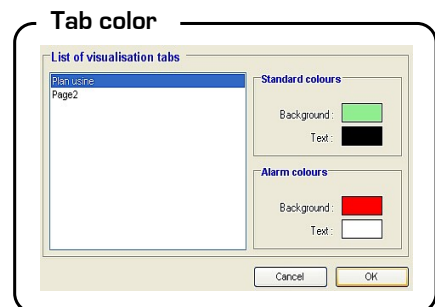 Tab color
List of visualisation tabs
Plan usine
Page2
Standard colours
Background :
Text :
Alarm colours
Background :
Text :
Cancel
OK